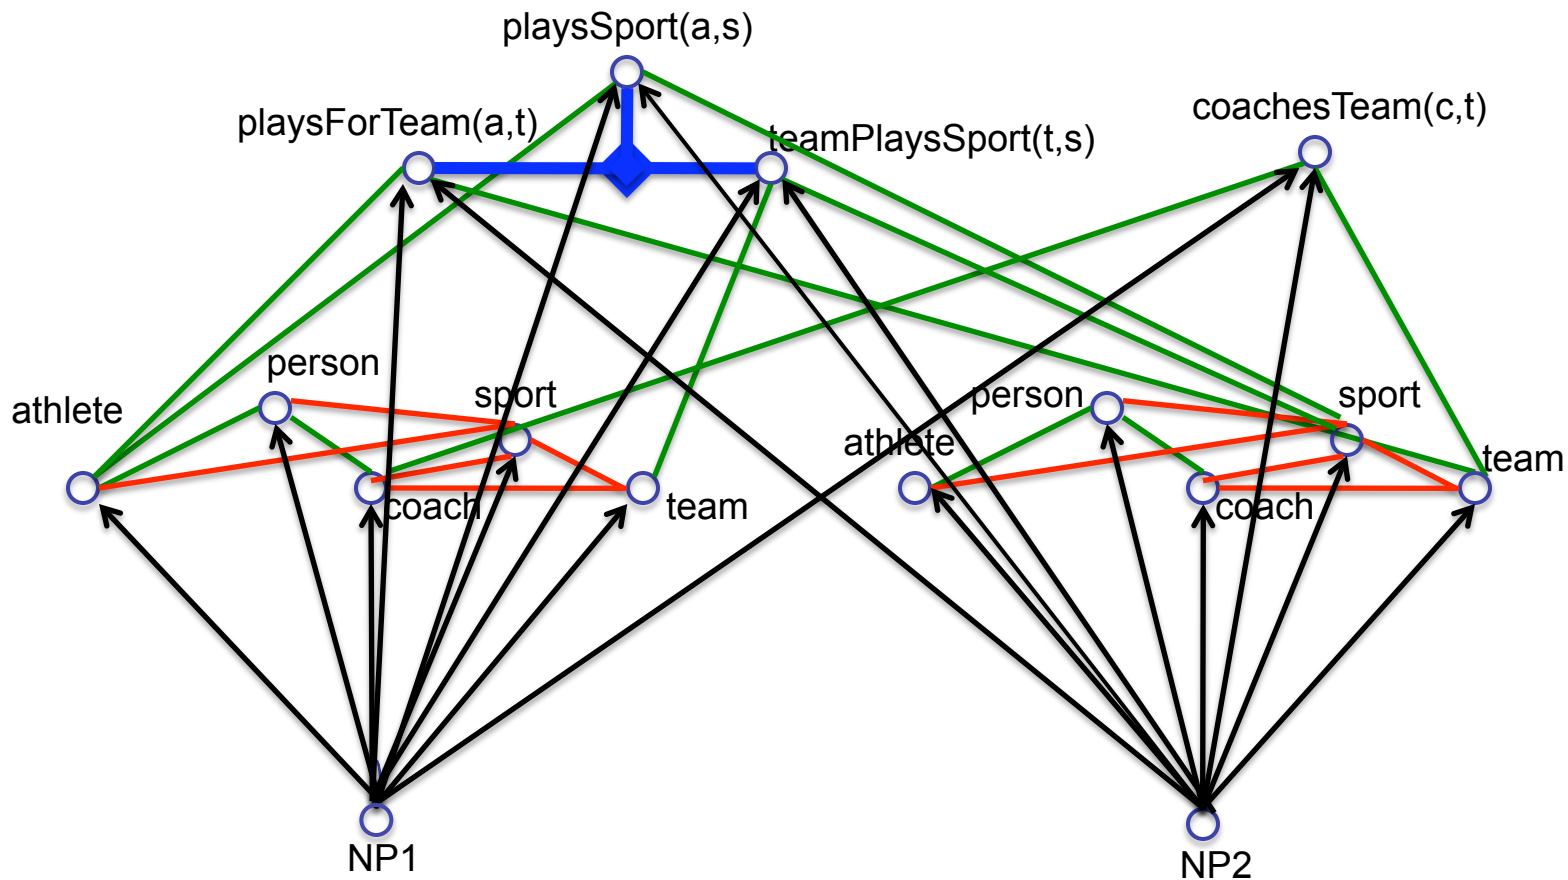 playsSport(a,s)
playsForTeam(a,t)
teamPlaysSport(t,s)
coachesTeam(c,t)
person
sport
athlete
coach
team
person
sport
athlete
coach
team
NP1
NP2